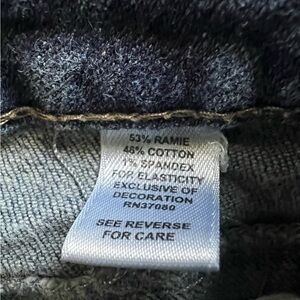 53% RAMIE
46% COTTON
1% SPANDEX
FOR ELASTICITY
EXCLUSIVE OF
DECORATION
RN37080
SEE REVERSE
FOR CARE